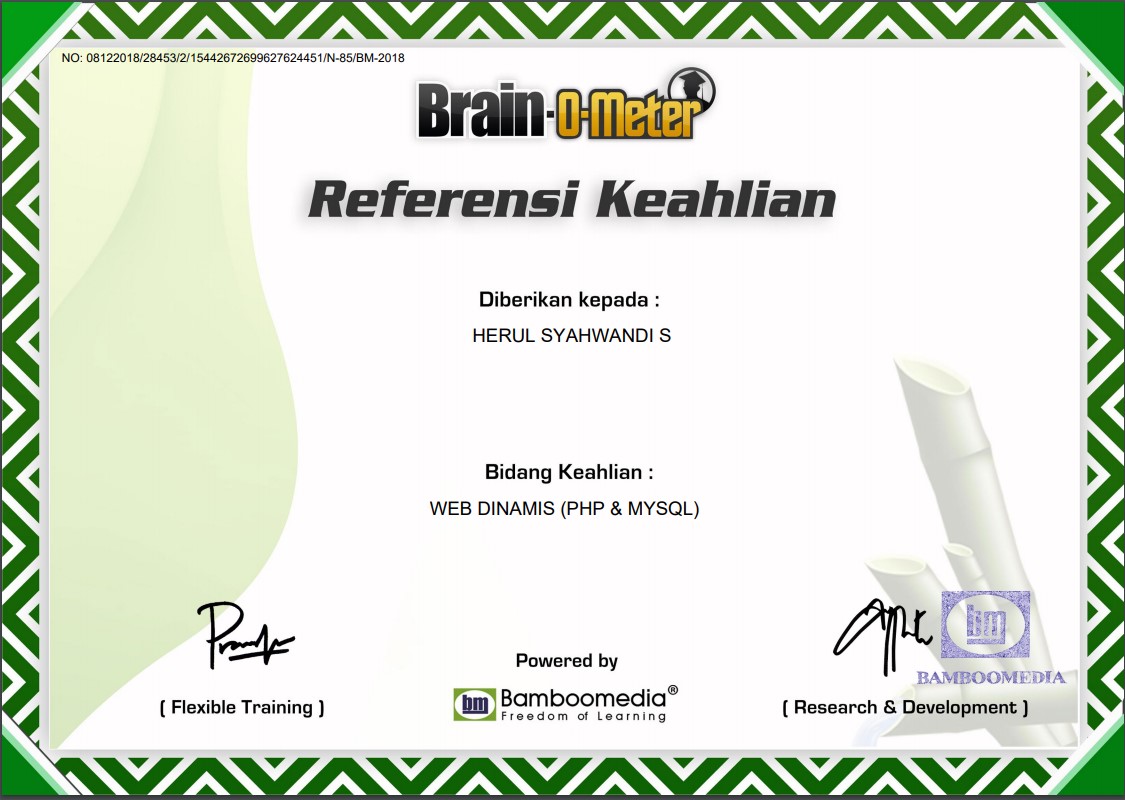 NO: 08122018/28453/2/15442672699627624451/N-85/BM-2018
Brain-O-Meter
Referensi Keahlian
Diberikan kepada :
HERUL SYAHWANDI S
Bidang Keahlian :
WEB DINAMIS (PHP & MYSQL)
Powered by
bm Bamboomedia®
Freedom of Learning
bm
BAMBOOMEDIA
( Flexible Training )
( Research & Development )